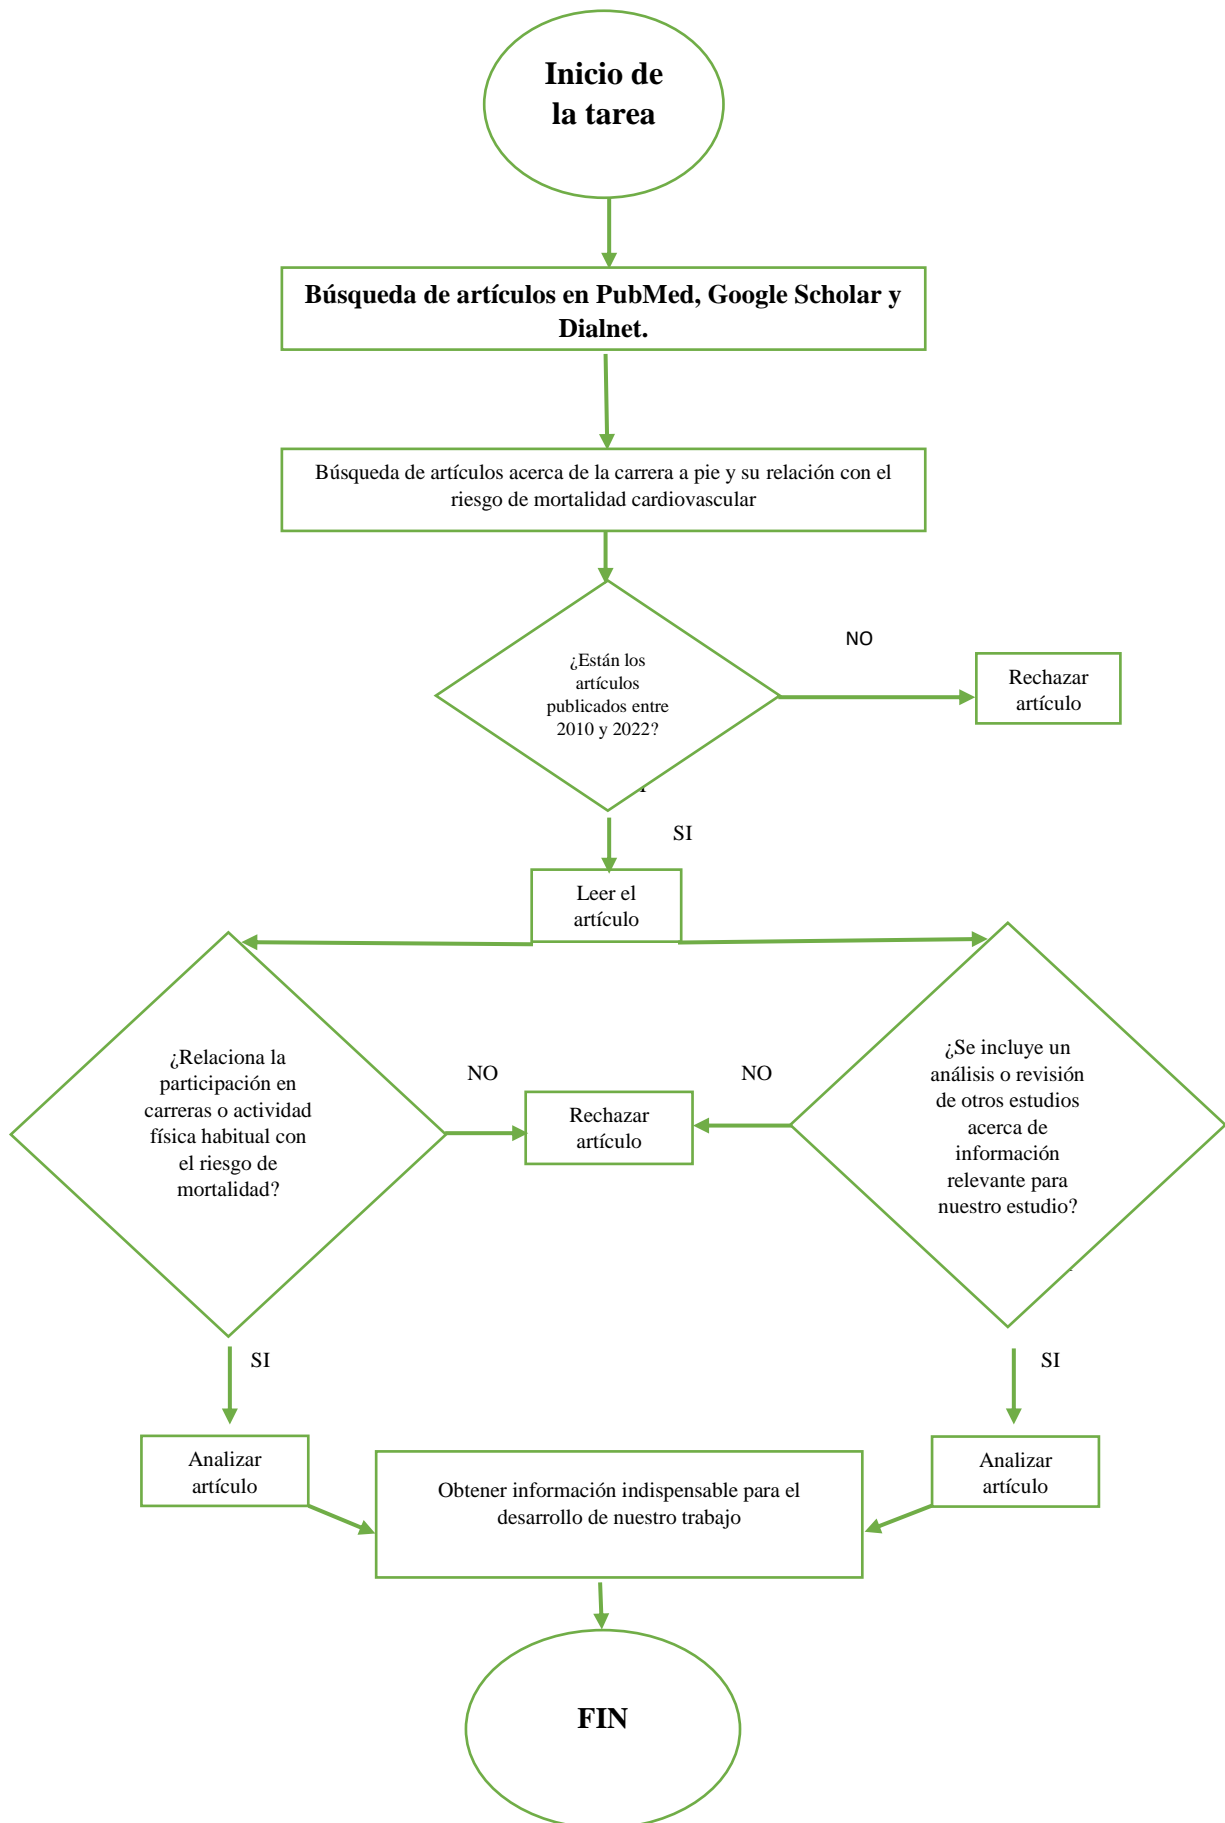 Inicio de
la tarea
Búsqueda de artículos en PubMed, Google Scholar y
Dialnet.
Búsqueda de artículos acerca de la carrera a pie y su relación con el
riesgo de mortalidad cardiovascular
¿Están los
artículos
publicados entre
2010 y 2022?
NO
Rechazar
artículo
SI
Leer el
artículo
¿Relaciona la
participación en
carreras o actividad
física habitual con
el riesgo de
mortalidad?
NO
Rechazar
artículo
NO
¿Se incluye un
análisis o revisión
de otros estudios
acerca de
información
relevante para
nuestro estudio?
SI
SI
Analizar
artículo
Obtener información indispensable para el
desarrollo de nuestro trabajo
Analizar
artículo
FIN